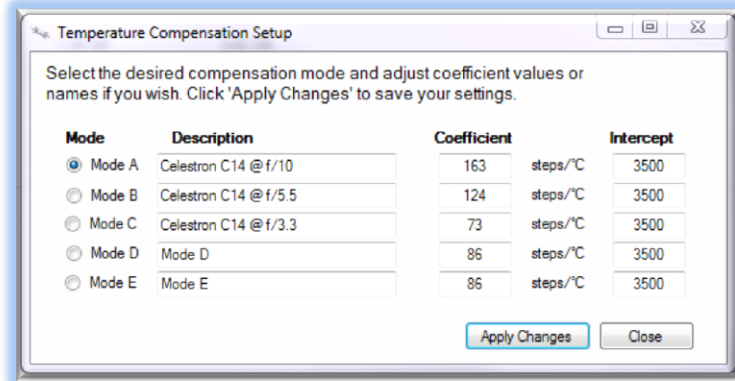 Temperature Compensation Setup
Select the desired compensation mode and adjust coefficient values or
names if you wish. Click 'Apply Changes' to save your settings.
Mode Description Coefficient Intercept
Mode A Celestron C14 @ f/10 163 steps/°C 3500
Mode B Celestron C14 @ f/5.5 124 steps/°C 3500
Mode C Celestron C14 @ f/3.3 73 steps/°C 3500
Mode D Mode D 86 steps/°C 3500
Mode E Mode E 86 steps/°C 3500
Apply Changes Close